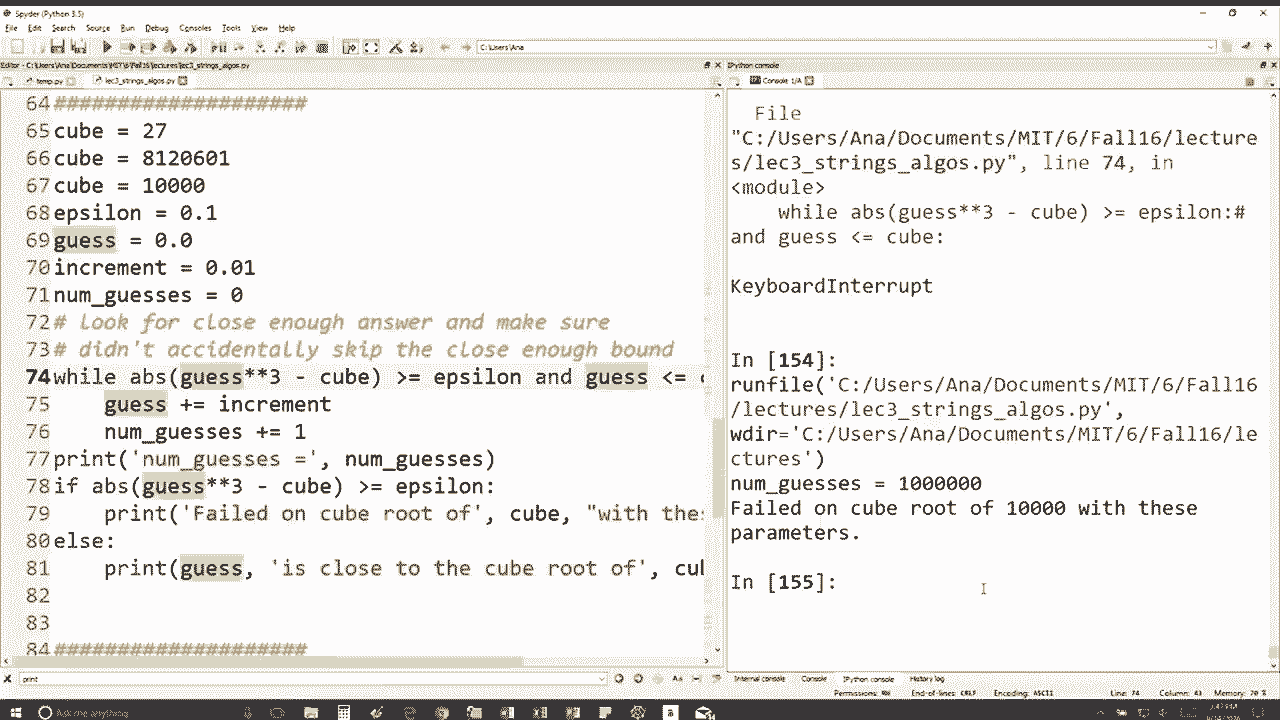 Spyder (Python 3.5)
File Edit Search Source Run Debug Consoles Tools View Help
C:\Users\Ana
Editor - C:\Users\Ana\Documents\MIT\6\Fall16\lectures\lec3_strings_algos.py
temp.py lec3_strings_algos.py
64 ####################
65 cube = 27
66 cube = 8120601
67 cube = 10000
68 epsilon = 0.1
69 guess = 0.0
70 increment = 0.01
71 num_guesses = 0
72 # look for close enough answer and make sure
73 # didn't accidentally skip the close enough bound
74 while abs(guess**3 - cube) >= epsilon and guess <= c
75 guess += increment
76 num_guesses += 1
77 print('num_guesses =', num_guesses)
78 if abs(guess**3 - cube) >= epsilon:
79 print('Failed on cube root of', cube, "with thes
80 else:
81 print(guess, 'is close to the cube root of', cub
82
83
84 ####################
print
IPython console
Console 1/A
File
"C:/Users/Ana/Documents/MIT/6/Fall16/lecture
s/lec3_strings_algos.py", line 74, in
<module>
while abs(guess**3 - cube) >= epsilon:#
and guess <= cube:
KeyboardInterrupt
In [154]:
runfile('C:/Users/Ana/Documents/MIT/6/Fall16
/lectures/lec3_strings_algos.py',
wdir='C:/Users/Ana/Documents/MIT/6/Fall16/le
ctures')
num_guesses = 1000000
Failed on cube root of 10000 with these
parameters.
In [155]:
Internal console Console IPython console History log
Permissions: RW End-of-lines: CRLF Encoding: ASCII Line: 74 Column: 43 Memory: 70 %
Ask me anything